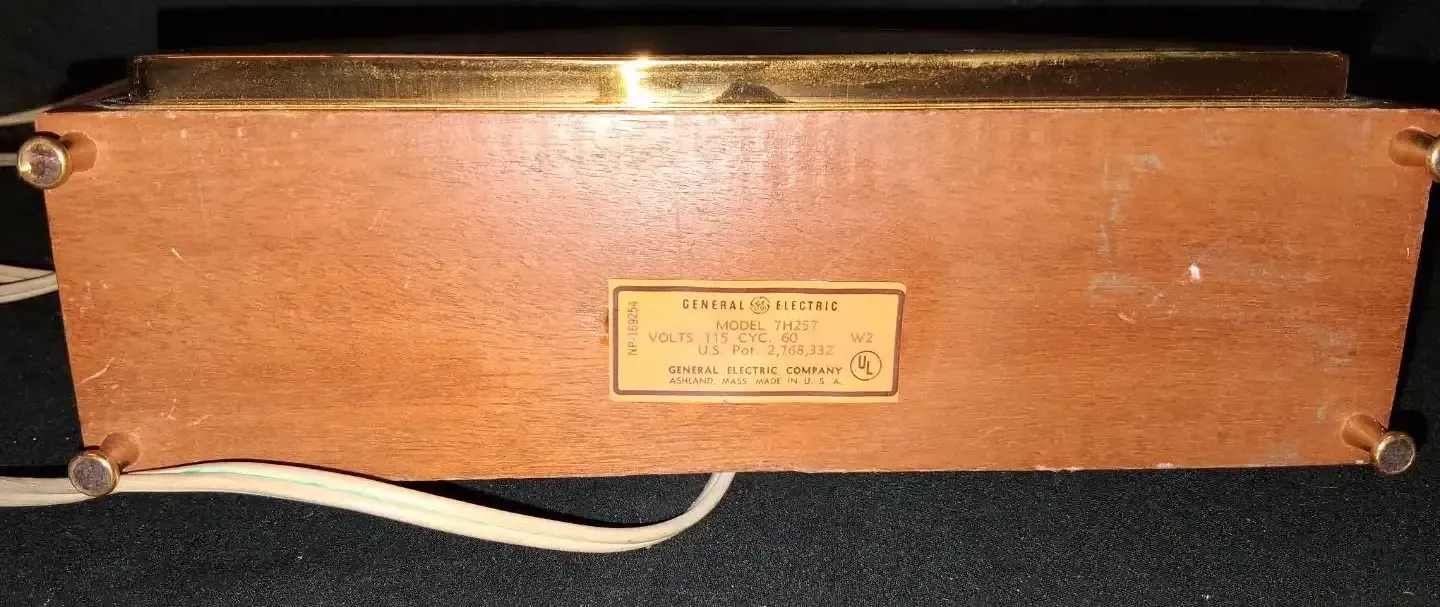 GENERAL GE ELECTRIC
NP-169254
MODEL 7H257
VOLTS 115 CYC. 60 W2
U.S. Pat. 2,768,332
UL
GENERAL ELECTRIC COMPANY
ASHLAND, MASS. MADE IN U. S. A.